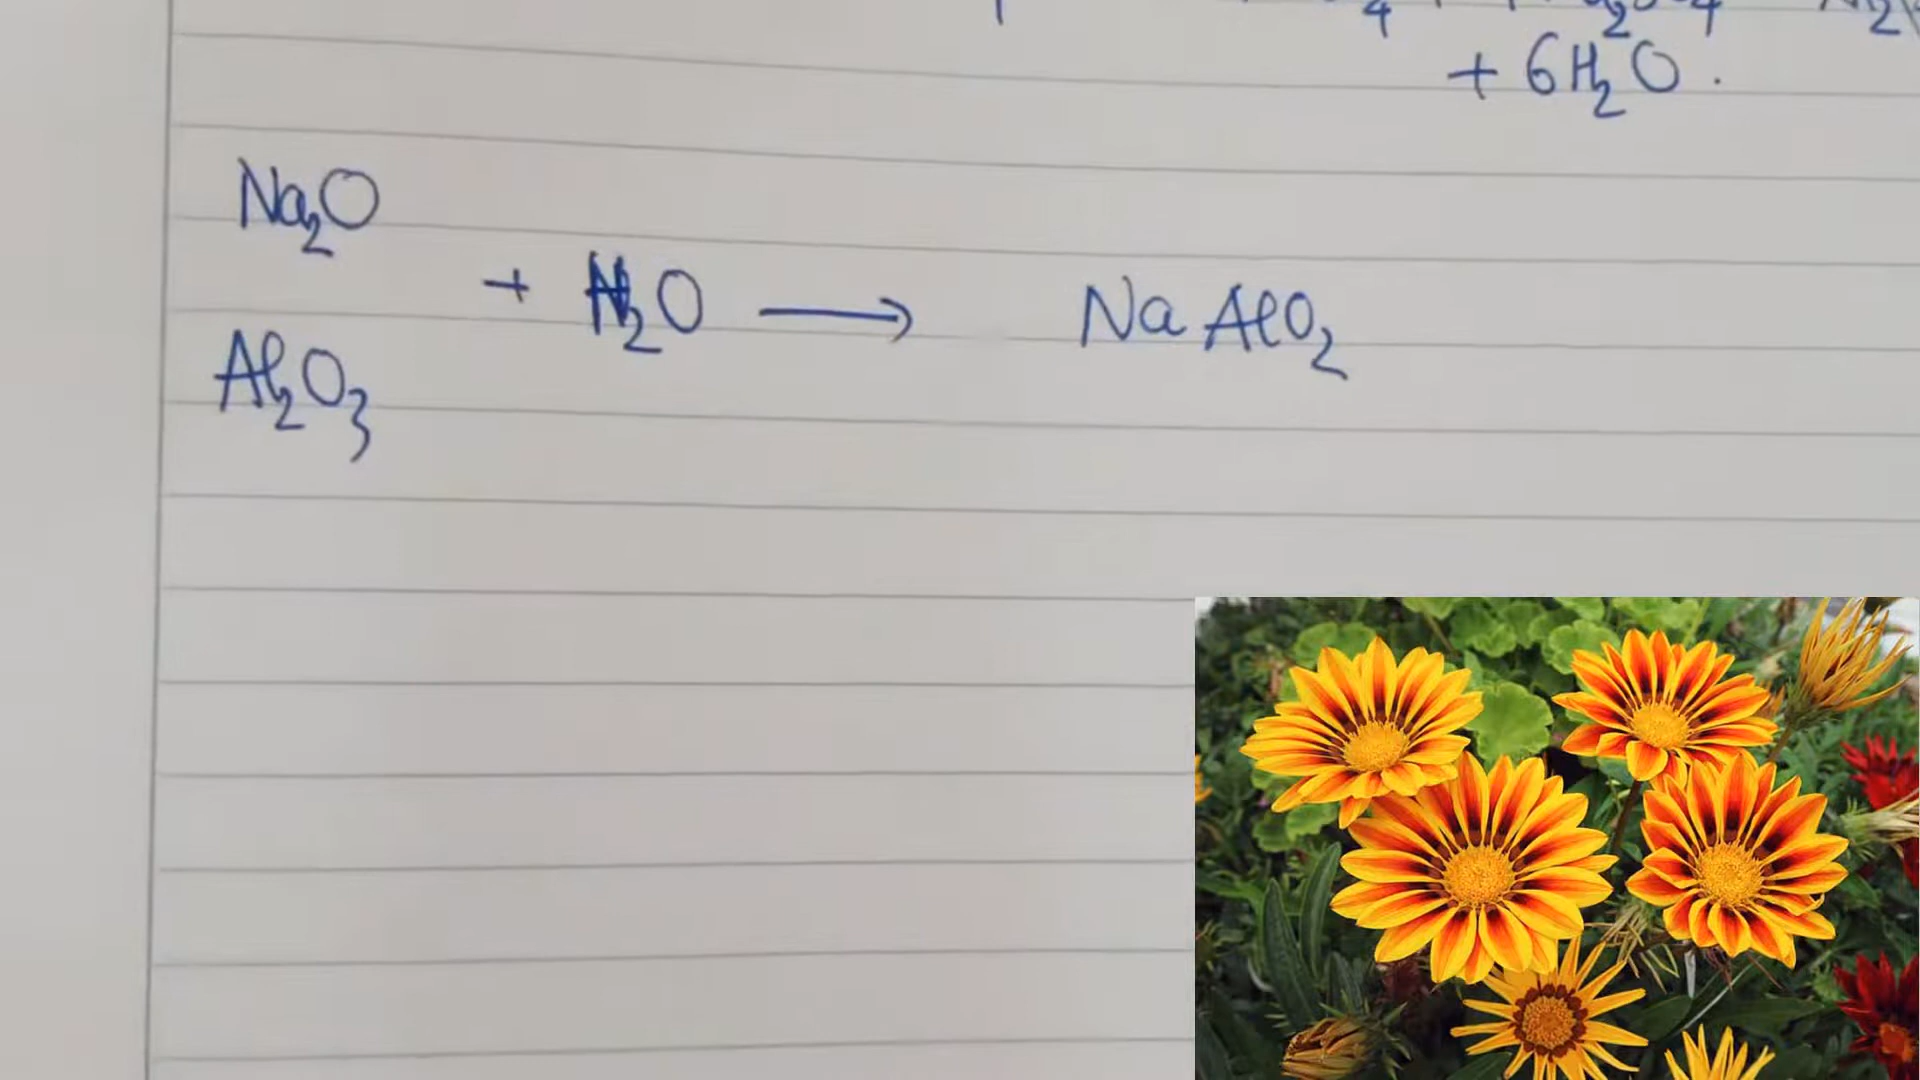 + 6H₂O.
Na₂O
+ H₂O ⟶ NaAlO₂
Al₂O₃